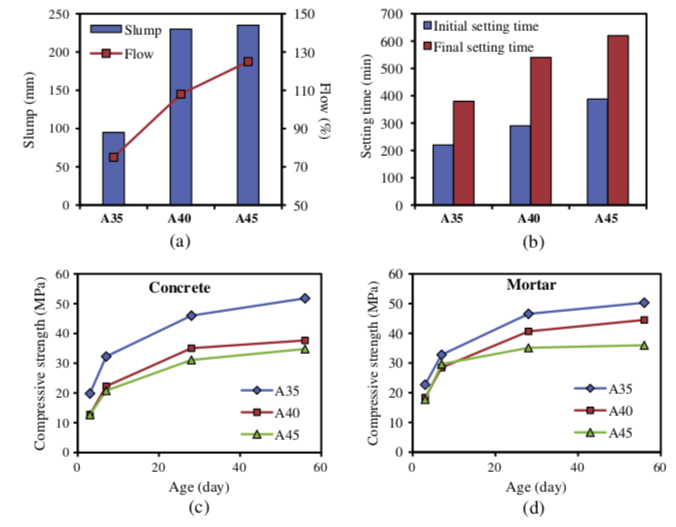 250
200
150
100
50
0
Slump (mm)
Slump
Flow
150
130
110
90
70
50
Flow (%)
A35 A40 A45
(a)
700
600
500
400
300
200
100
0
Setting time (min)
Initial setting time
Final setting time
A35 A40 A45
(b)
60
50
40
30
20
10
0
Compressive strength (MPa)
Concrete
A35
A40
A45
0 20 40 60
Age (day)
(c)
60
50
40
30
20
10
0
Compressive strength (MPa)
Mortar
A35
A40
A45
0 20 40 60
Age (day)
(d)